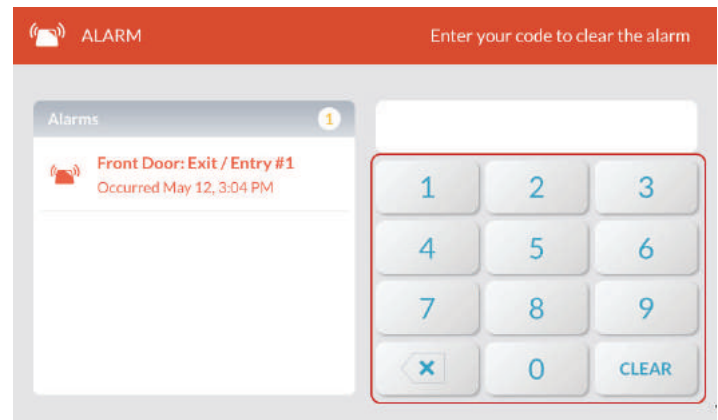 ALARM
Enter your code to clear the alarm
Alarms 1
Front Door: Exit / Entry #1
Occurred May 12, 3:04 PM
1 2 3
4 5 6
7 8 9
0 CLEAR